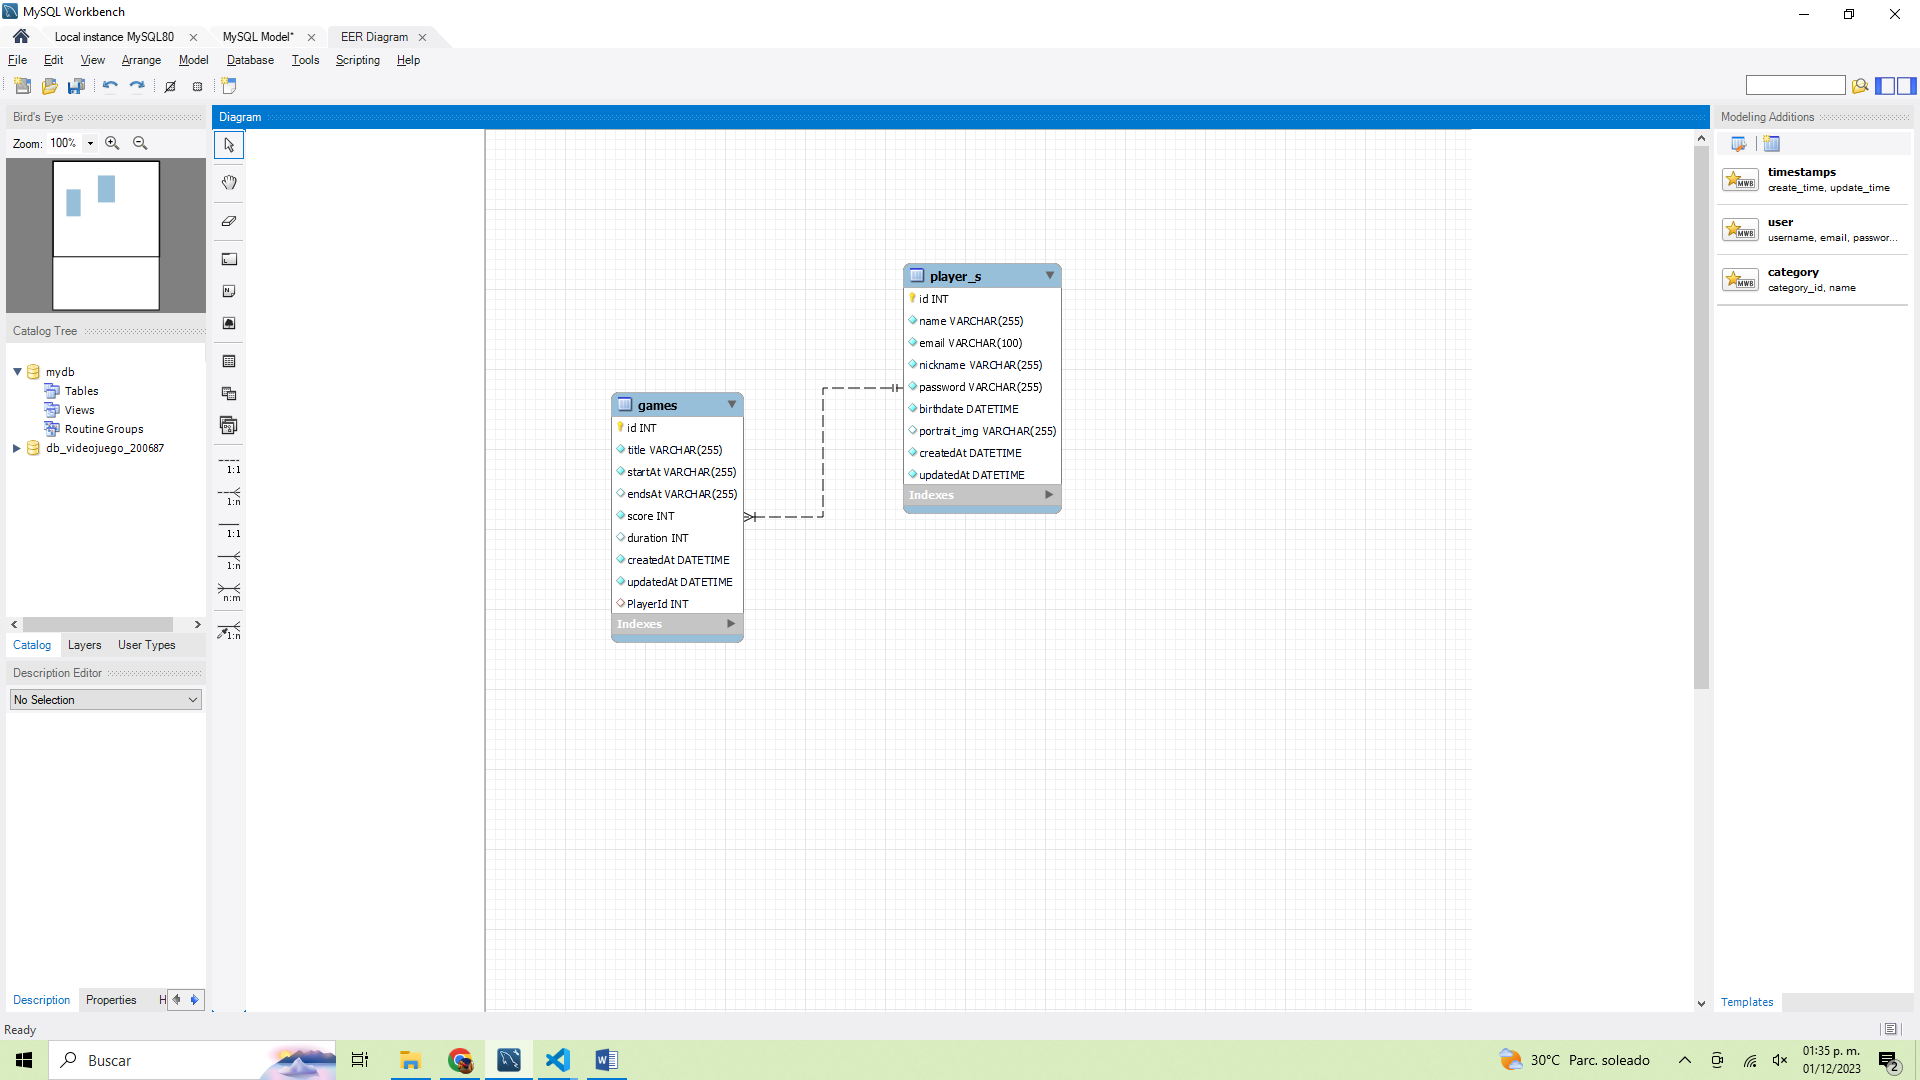 MySQL Workbench
Local instance MySQL80
MySQL Model*
EER Diagram
File Edit View Arrange Model Database Tools Scripting Help
Bird's Eye
Zoom: 100%
Diagram
Modeling Additions
timestamps
create_time, update_time
user
username, email, passwor...
category
category_id, name
player_s
id INT
name VARCHAR(255)
email VARCHAR(100)
nickname VARCHAR(255)
password VARCHAR(255)
birthdate DATETIME
portrait_img VARCHAR(255)
createdAt DATETIME
updatedAt DATETIME
Indexes
games
id INT
title VARCHAR(255)
startAt VARCHAR(255)
endsAt VARCHAR(255)
score INT
duration INT
createdAt DATETIME
updatedAt DATETIME
PlayerId INT
Indexes
1:1
1:n
1:1
1:n
n:m
1:n
Catalog Tree
mydb
Tables
Views
Routine Groups
db_videojuego_200687
Catalog Layers User Types
Description Editor
No Selection
Description Properties H
Templates
Ready
Buscar
30°C Parc. soleado
01:35 p. m.
01/12/2023
2